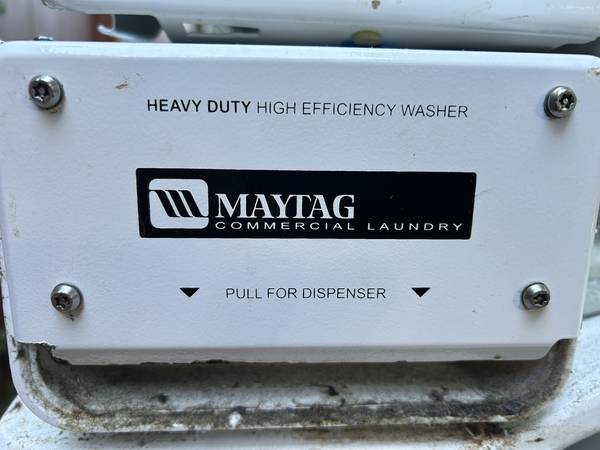 HEAVY DUTY HIGH EFFICIENCY WASHER
MAYTAG
COMMERCIAL LAUNDRY
PULL FOR DISPENSER